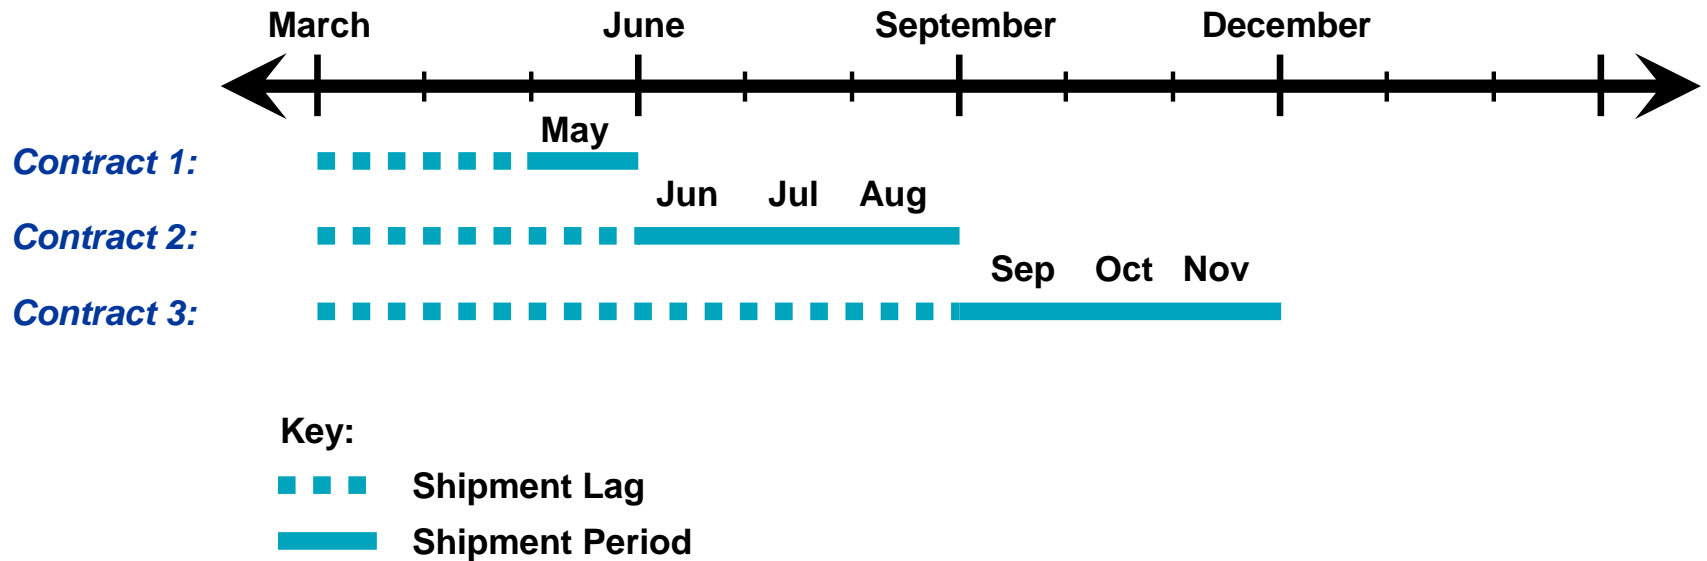 March June September December
May
Contract 1:
Jun Jul Aug
Contract 2:
Sep Oct Nov
Contract 3:
Key:
Shipment Lag
Shipment Period